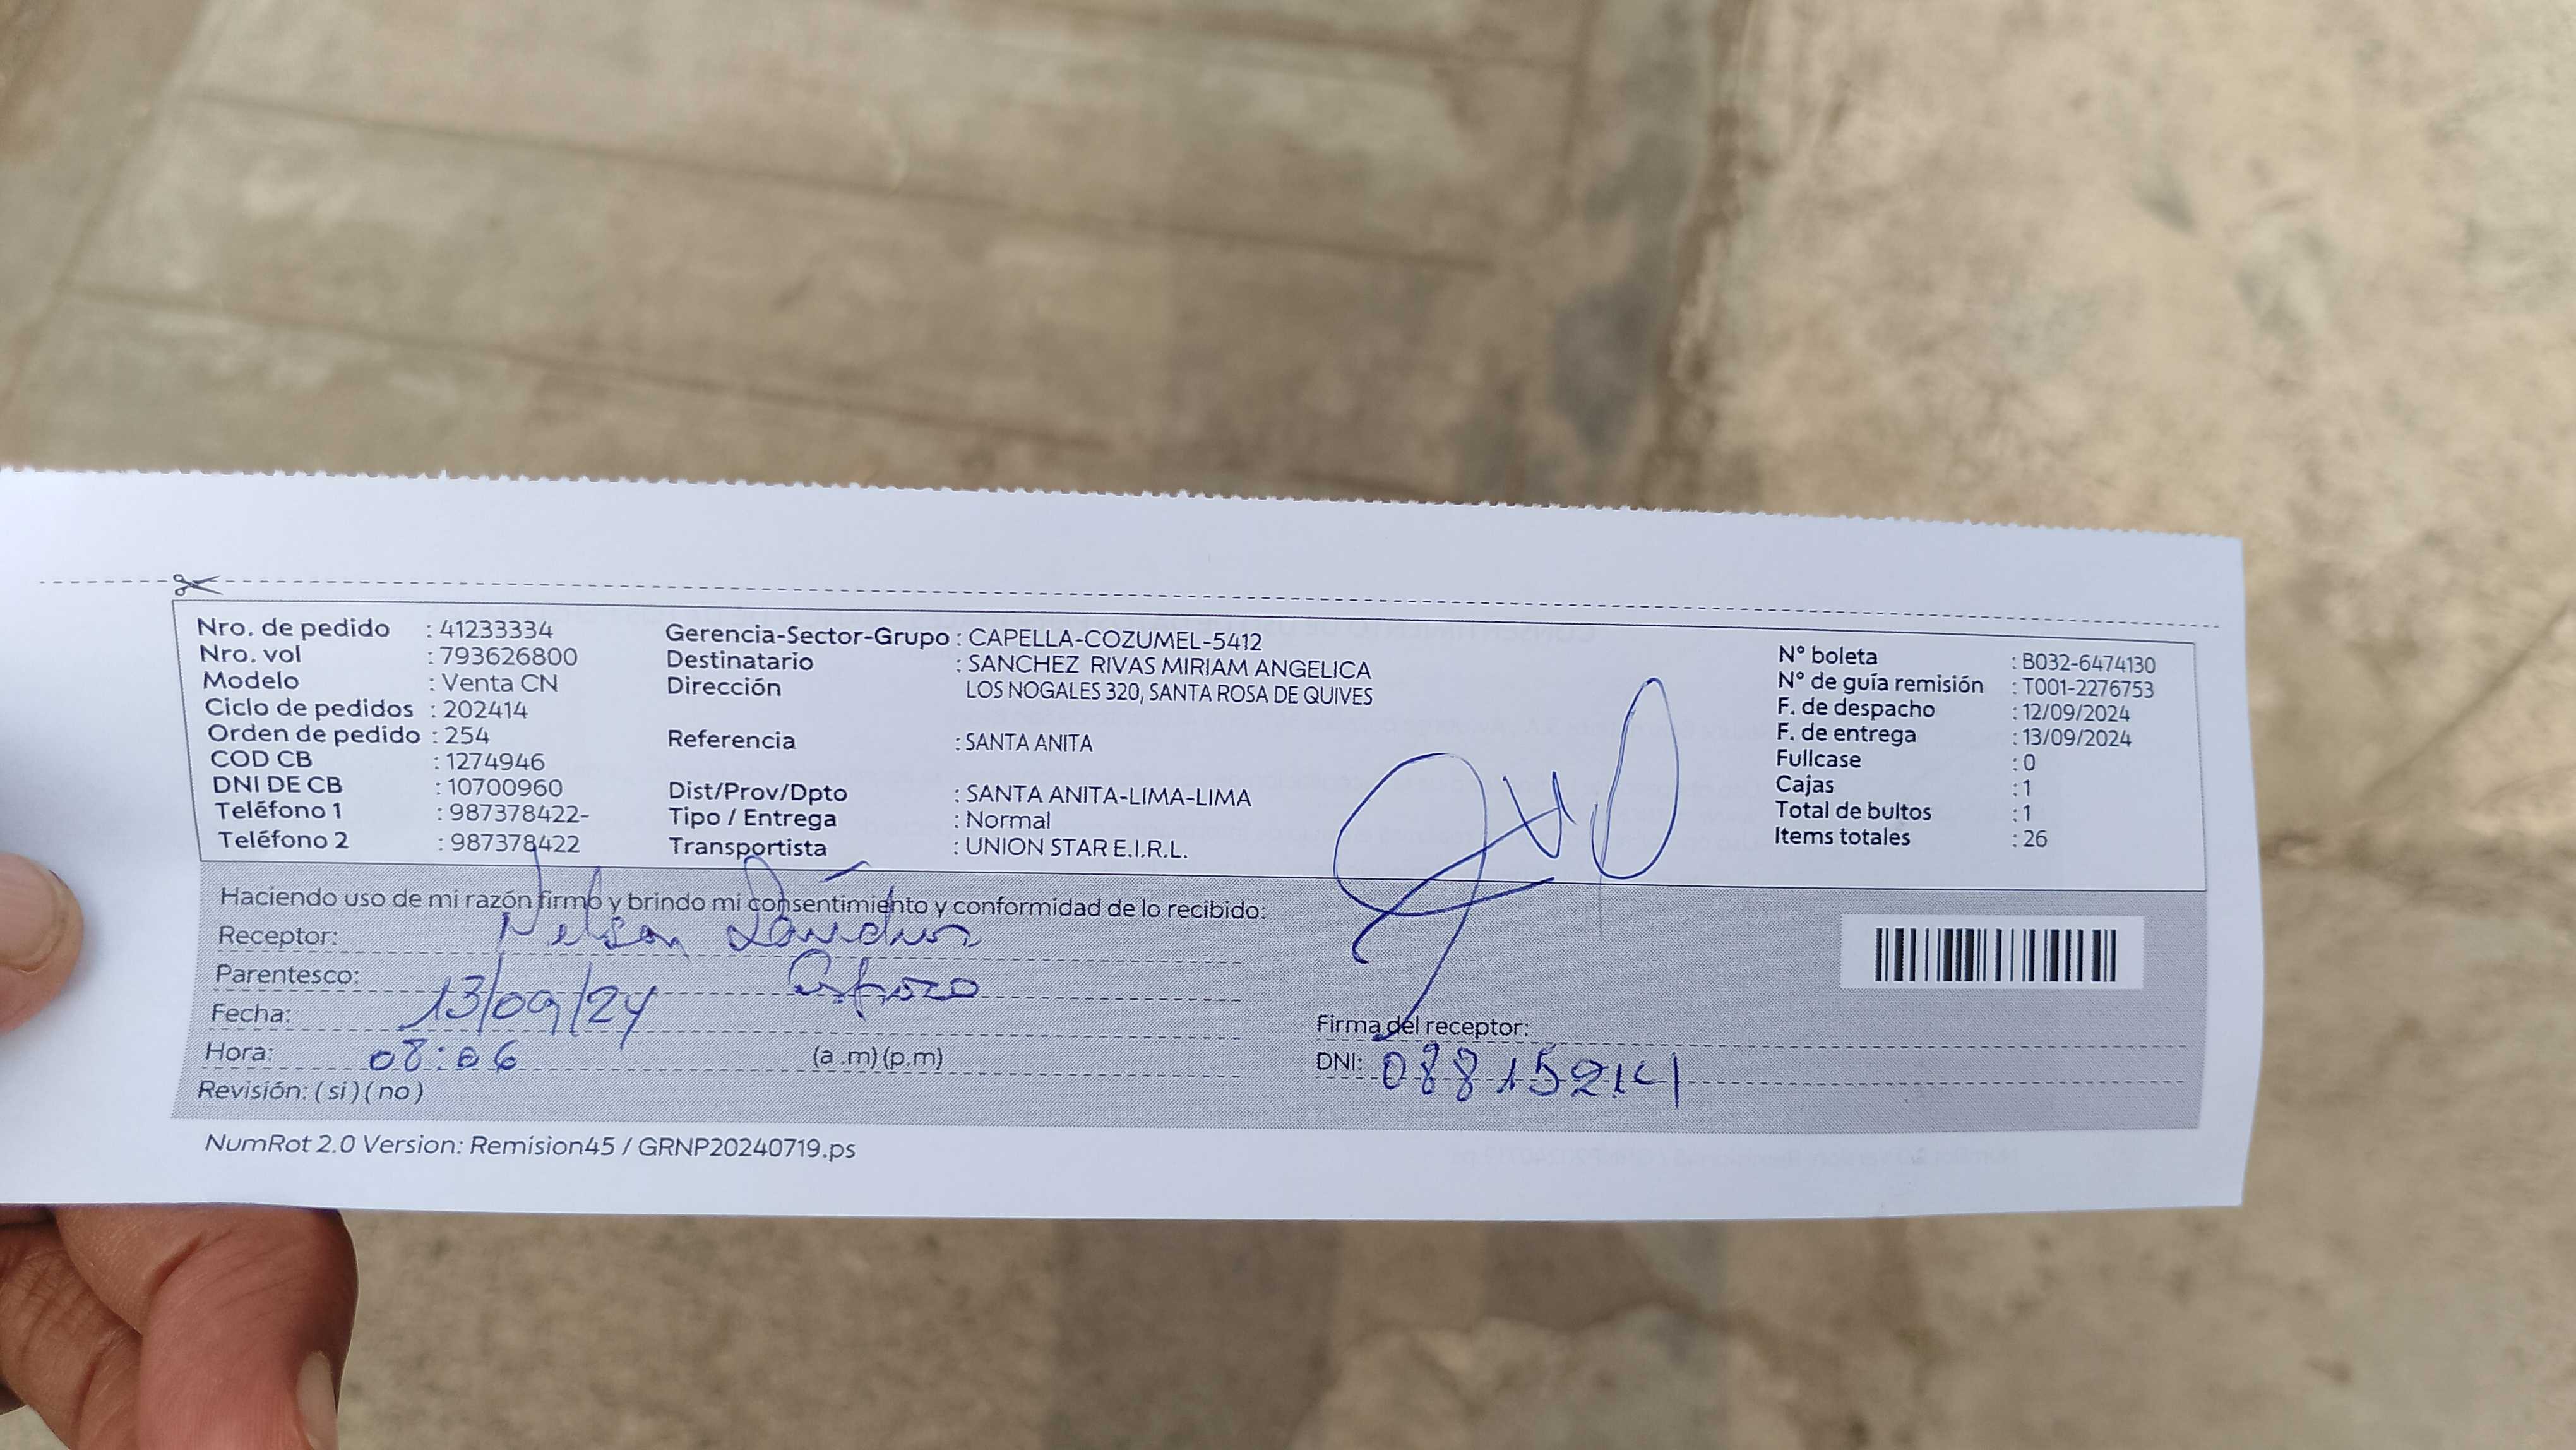 Nro. de pedido : 41233334
Nro. vol : 793626800
Modelo : Venta CN
Ciclo de pedidos : 202414
Orden de pedido : 254
COD CB : 1274946
DNI DE CB : 10700960
Teléfono 1 : 987378422-
Teléfono 2 : 987378422
Gerencia-Sector-Grupo : CAPELLA-COZUMEL-5412
Destinatario : SANCHEZ RIVAS MIRIAM ANGELICA
Dirección LOS NOGALES 320, SANTA ROSA DE QUIVES
Referencia : SANTA ANITA
Dist/Prov/Dpto : SANTA ANITA-LIMA-LIMA
Tipo / Entrega : Normal
Transportista : UNION STAR E.I.R.L.
N° boleta : B032-6474130
N° de guía remisión : T001-2276753
F. de despacho : 12/09/2024
F. de entrega : 13/09/2024
Fullcase : 0
Cajas : 1
Total de bultos : 1
Items totales : 26
Haciendo uso de mi razón firmo y brindo mi consentimiento y conformidad de lo recibido:
Receptor: Nelson
Parentesco:
Fecha: 13/09/24
Hora: 08:06 (a .m) (p.m)
Revisión: ( si ) ( no )
Firma del receptor:
DNI:
NumRot 2.0 Version: Remision45 / GRNP20240719.ps